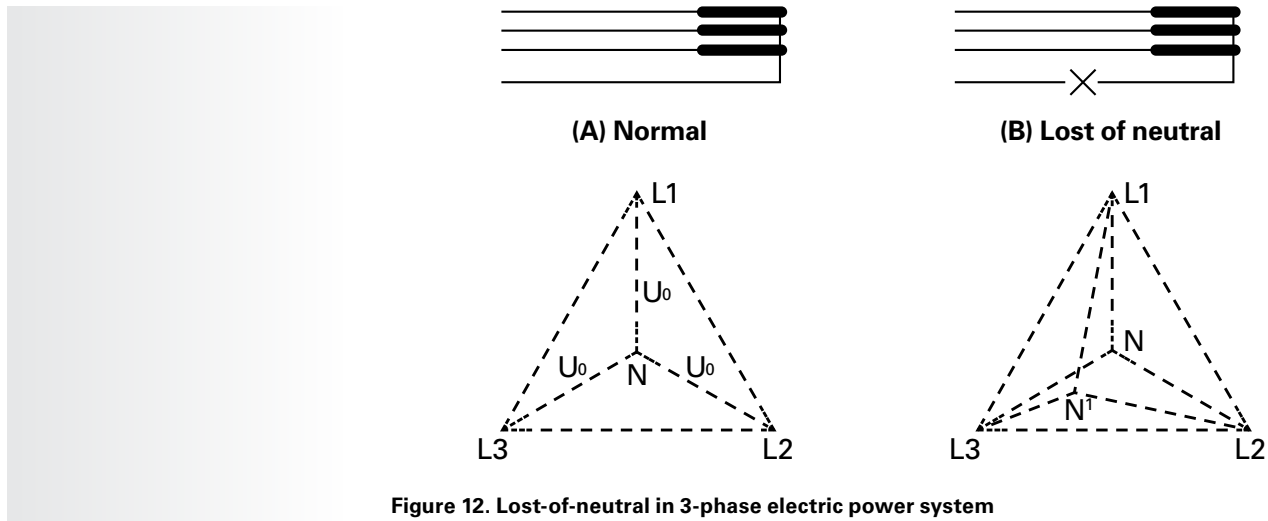 (A) Normal
(B) Lost of neutral
L1
U₀
U₀
U₀
N
L3
L2
L1
N
N¹
L3
L2
Figure 12. Lost-of-neutral in 3-phase electric power system